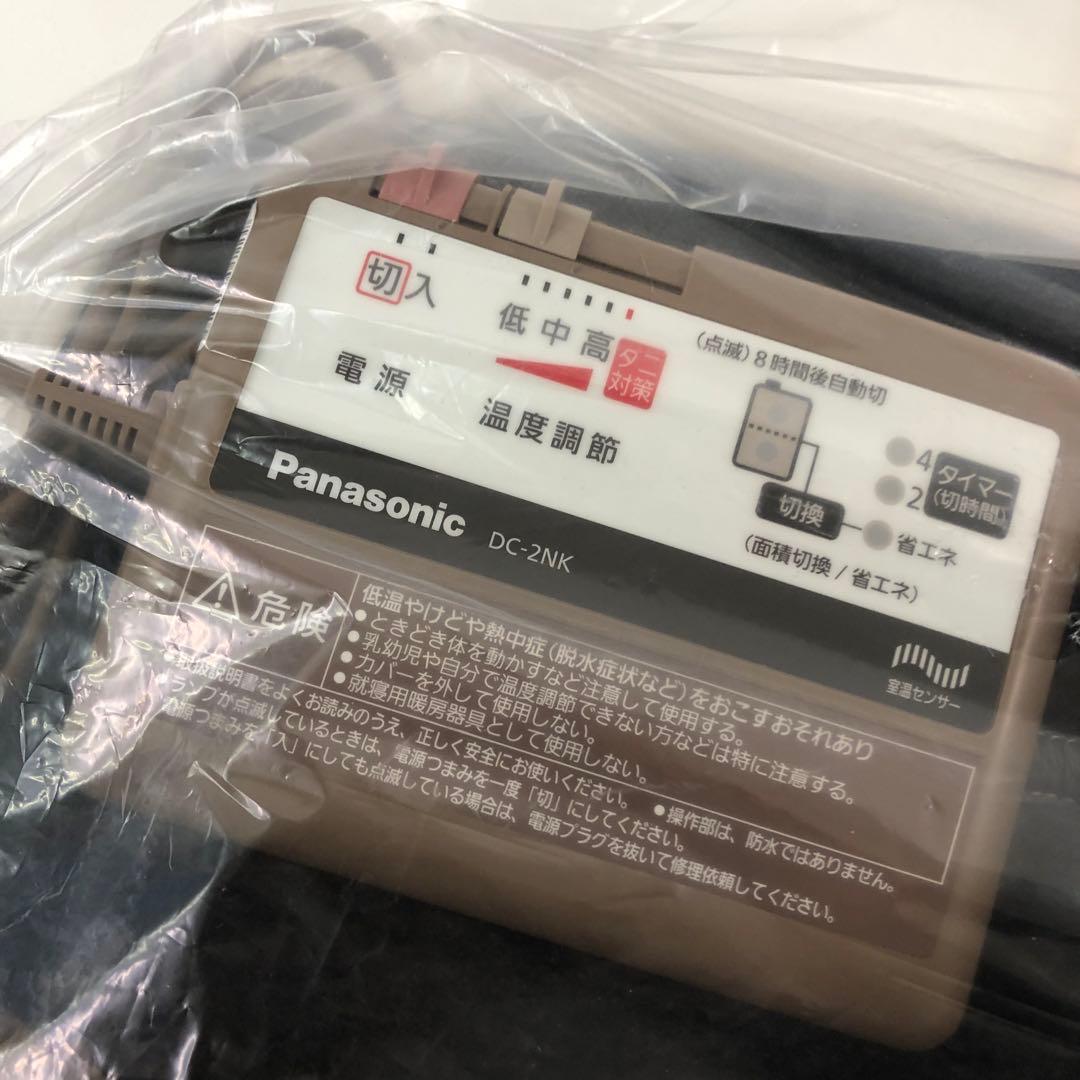 切入
電源
低中高
タニ
対策
温度調節
(点滅)8時間後自動切
4
2
タイマー
(切時間)
切換
省エネ
(面積切換/省エネ)
Panasonic DC-2NK
室温センサー
危険
低温やけどや熱中症(脱水症状など)をおこすおそれあり
●ときどき体を動かすなど注意して使用する。
●乳幼児や自分で温度調節できない方などは特に注意する。
●カバーを外して使用しない。
●就寝用暖房器具として使用しない。
●取扱説明書をよくお読みのうえ、正しく安全にお使いください。 ●操作部は、防水ではありません。
●ランプが点滅しているときは、電源つまみを一度「切」にしてください。
電源つまみを「入」にしても点滅している場合は、電源プラグを抜いて修理依頼してください。